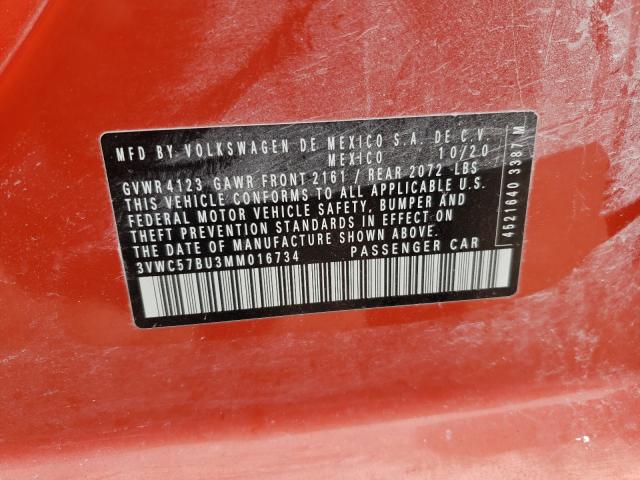 MFD BY VOLKSWAGEN DE MEXICO S.A. DE C.V.
MEXICO 10/20
GVWR 4123 GAWR FRONT 2161 / REAR 2072 LBS
THIS VEHICLE CONFORMS TO ALL APPLICABLE U.S.
FEDERAL MOTOR VEHICLE SAFETY, BUMPER AND
THEFT PREVENTION STANDARDS IN EFFECT ON
THE DATE OF MANUFACTURE SHOWN ABOVE.
3VWC57BU3MM016734 PASSENGER CAR
4521640 3387 M